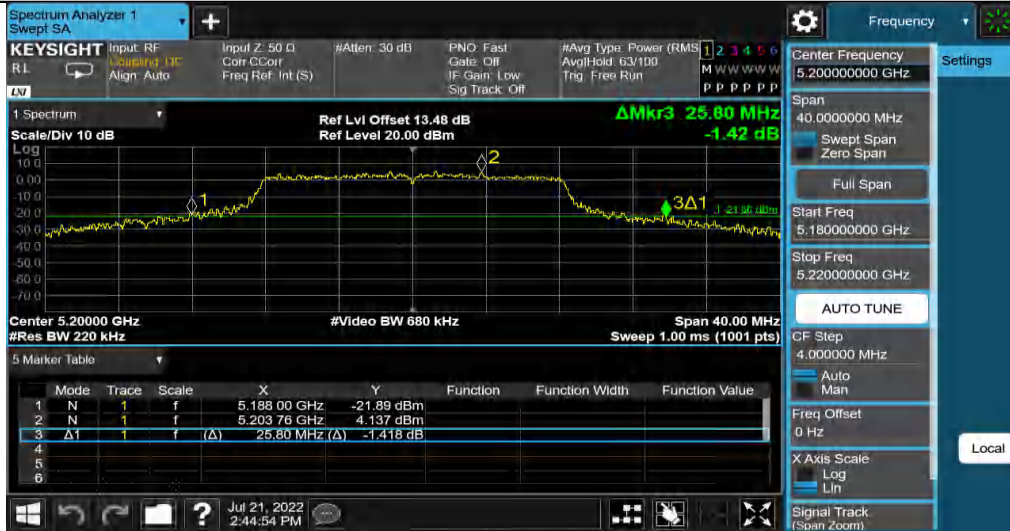 Spectrum Analyzer 1
Swept SA
Frequency
KEYSIGHT
RL
LXI
Input: RF
Coupling: DC
Align: Auto
Input Z: 50 Ω
Corr CCorr
Freq Ref: Int (S)
#Atten: 30 dB
PNO: Fast
Gate: Off
IF Gain: Low
Sig Track: Off
#Avg Type: Power (RMS
Avg|Hold: 63/100
Trig: Free Run
1 2 3 4 5 6
M W W W W W
P P P P P P
1 Spectrum
Scale/Div 10 dB
Ref Lvl Offset 13.48 dB
Ref Level 20.00 dBm
ΔMkr3 25.80 MHz
-1.42 dB
Log
10.0
0.00
-10.0
-20.0
-30.0
-40.0
-50.0
-60.0
-70.0
1
2
3Δ1
Center 5.20000 GHz
#Res BW 220 kHz
#Video BW 680 kHz
Span 40.00 MHz
Sweep 1.00 ms (1001 pts)
5 Marker Table
Mode Trace Scale X Y Function Function Width Function Value
1 N 1 f 5.188 00 GHz -21.89 dBm
2 N 1 f 5.203 76 GHz 4.137 dBm
3 Δ1 1 f (Δ) 25.80 MHz (Δ) -1.418 dB
4
5
6
Jul 21, 2022
2:44:54 PM
Center Frequency
5.200000000 GHz
Settings
Span
40.0000000 MHz
Swept Span
Zero Span
Full Span
Start Freq
5.180000000 GHz
Stop Freq
5.220000000 GHz
AUTO TUNE
CF Step
4.000000 MHz
Auto
Man
Freq Offset
0 Hz
Local
X Axis Scale
Log
Lin
Signal Track
(Span Zoom)